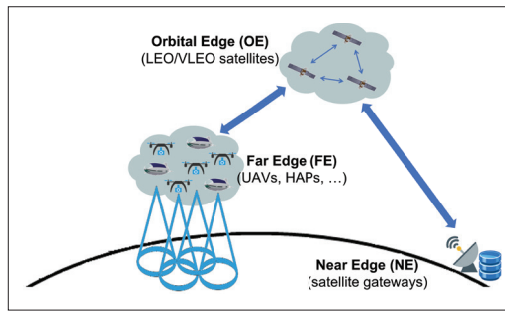 Orbital Edge (OE)
(LEO/VLEO satellites)
Far Edge (FE)
(UAVs, HAPs, ...)
Near Edge (NE)
(satellite gateways)